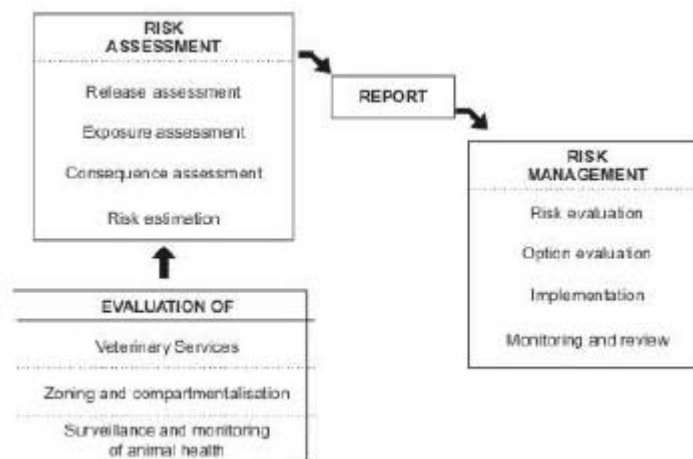 RISK
ASSESSMENT
Release assessment
Exposure assessment
Consequence assessment
Risk estimation
REPORT
RISK
MANAGEMENT
Risk evaluation
Option evaluation
Implementation
Monitoring and review
EVALUATION OF
Veterinary Services
Zoning and compartmentalisation
Surveillance and monitoring
of animal health